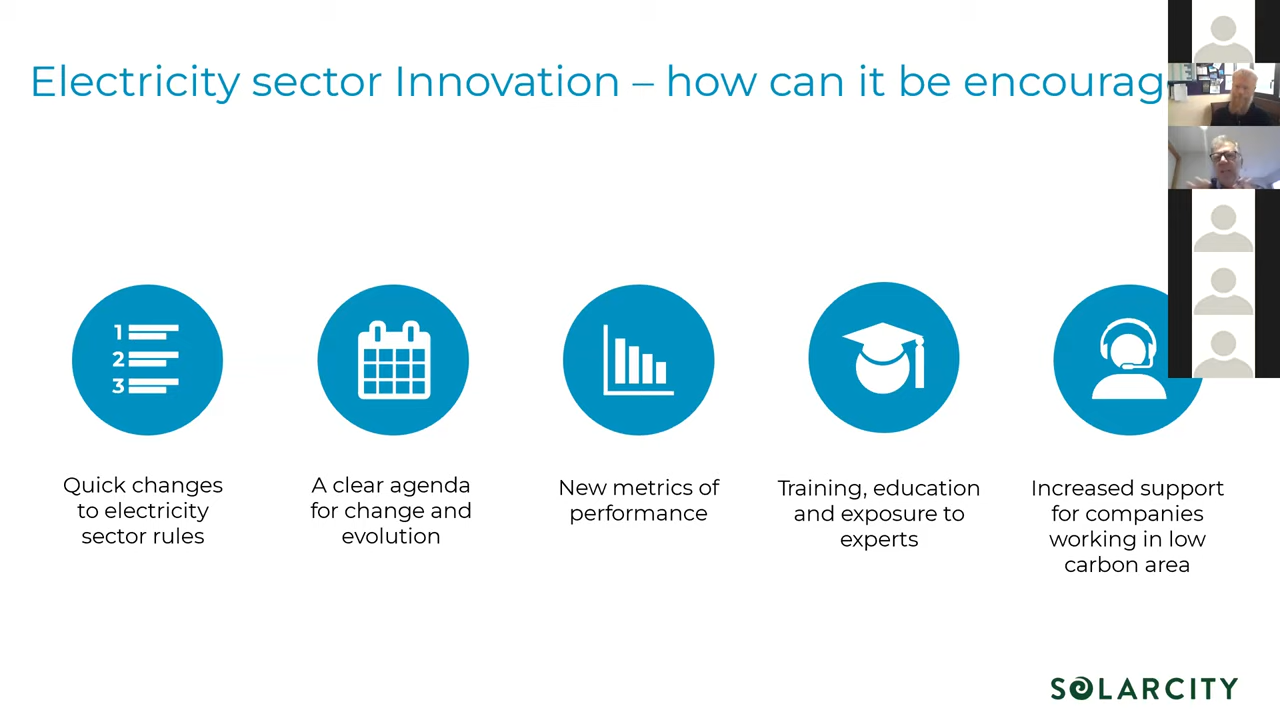 Electricity sector Innovation – how can it be encourag
1
2
3
Quick changes
to electricity
sector rules
A clear agenda
for change and
evolution
New metrics of
performance
Training, education
and exposure to
experts
Increased support
for companies
working in low
carbon area
SOLARCITY